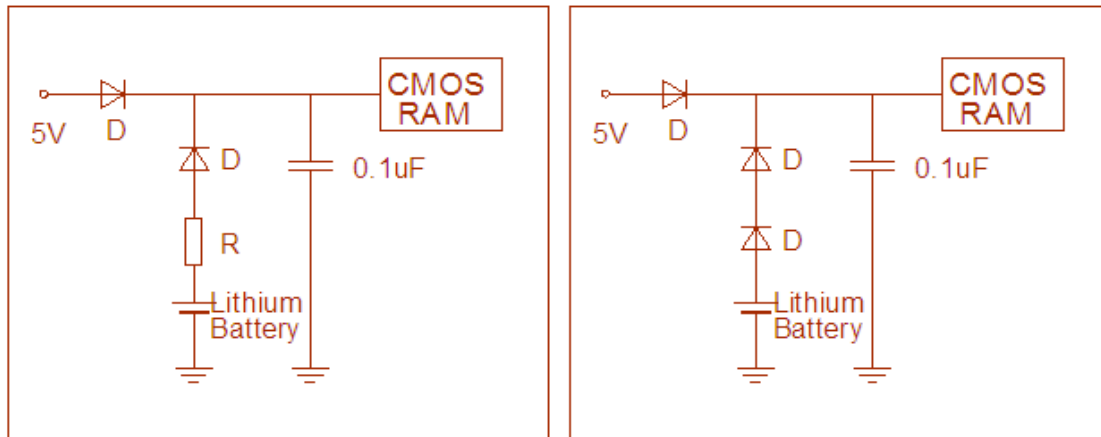 CMOS
RAM
5V
D
D
0.1uF
R
Lithium
Battery
CMOS
RAM
5V
D
D
0.1uF
D
Lithium
Battery